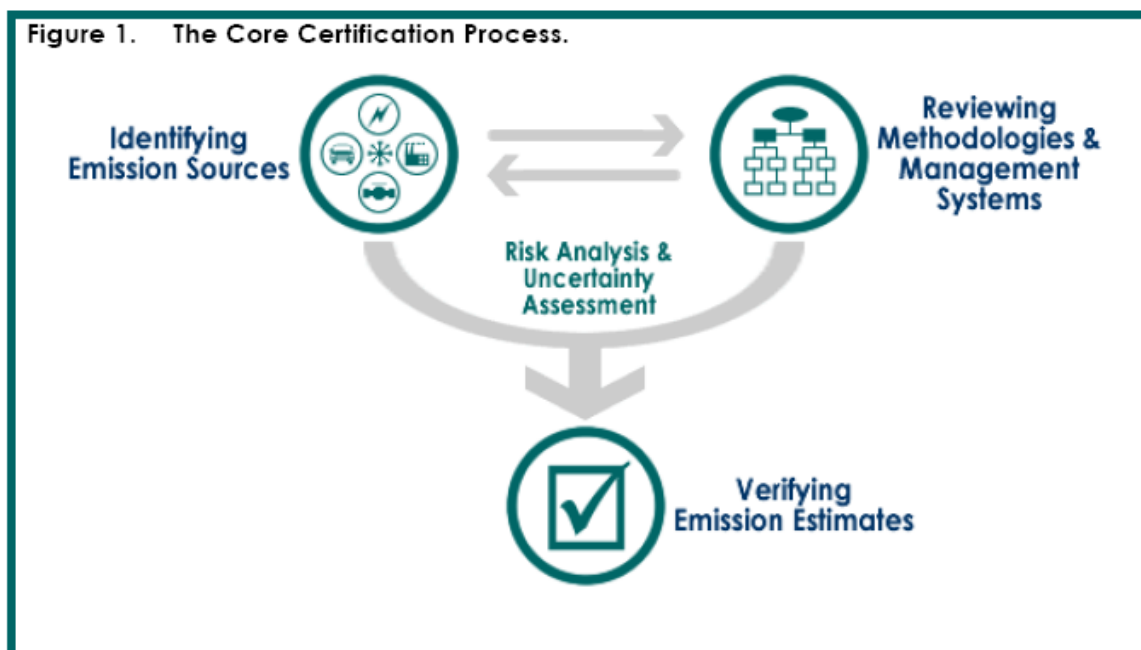 Figure 1. The Core Certification Process.
Identifying
Emission Sources
Reviewing
Methodologies &
Management
Systems
Risk Analysis &
Uncertainty
Assessment
Verifying
Emission Estimates